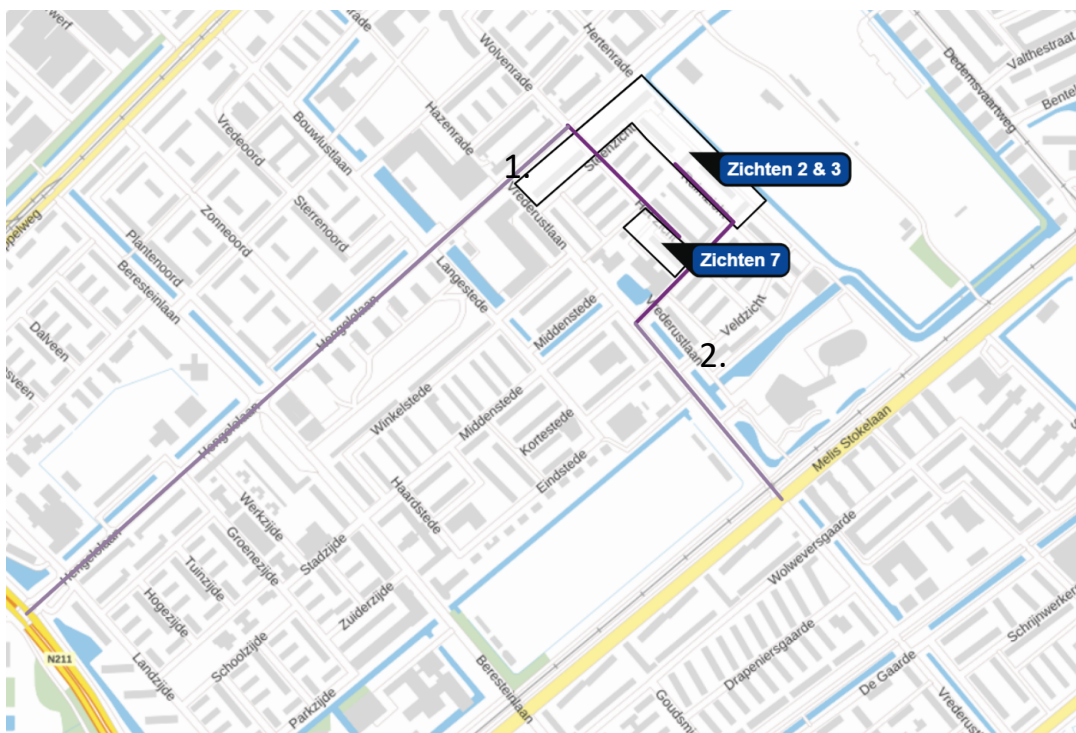 Hertenrade
Wolvenrade
Dedemsvaartweg
Valthestraat
Hazenrade
Bouwlustlaan
Vredeoord
1.
Steenzicht
Zichten 2 & 3
Vrederustlaan
Zonneoord
Sterrenoord
Plantenoord
Beresteinlaan
Langestede
Zichten 7
Hengelolaan
Middenstede
Vrederustlaan
Veldzicht
2.
Dalveen
Winkelstede
Middenstede
Kortestede
Eindstede
Hengelolaan
Melis Stokelaan
Haardstede
Werkzijde
Groenezijde
Stadzijde
Hengelolaan
Tuinzijde
Hogezijde
Zuiderzijde
Wolweversgaarde
N211
Landzijde
Schoolzijde
Parkzijde
Beresteinlaan
Drapeniersgaarde
De Gaarde